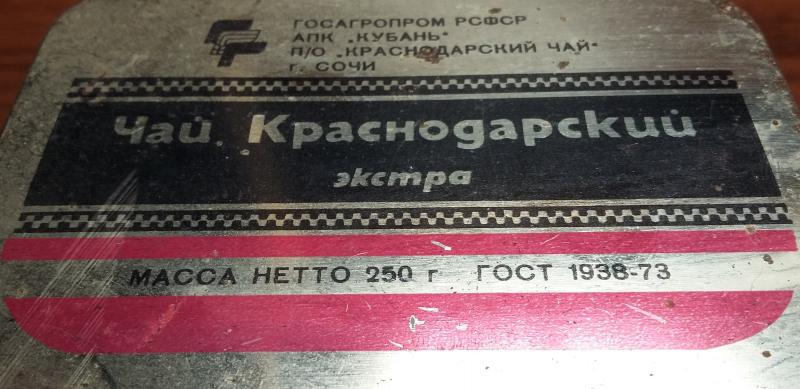 ГОСАГРОПРОМ РСФСР
АПК „КУБАНЬ“
П/О „КРАСНОДАРСКИЙ ЧАЙ“
г. СОЧИ
Чай Краснодарский
экстра
МАССА НЕТТО 250 г ГОСТ 1938-73